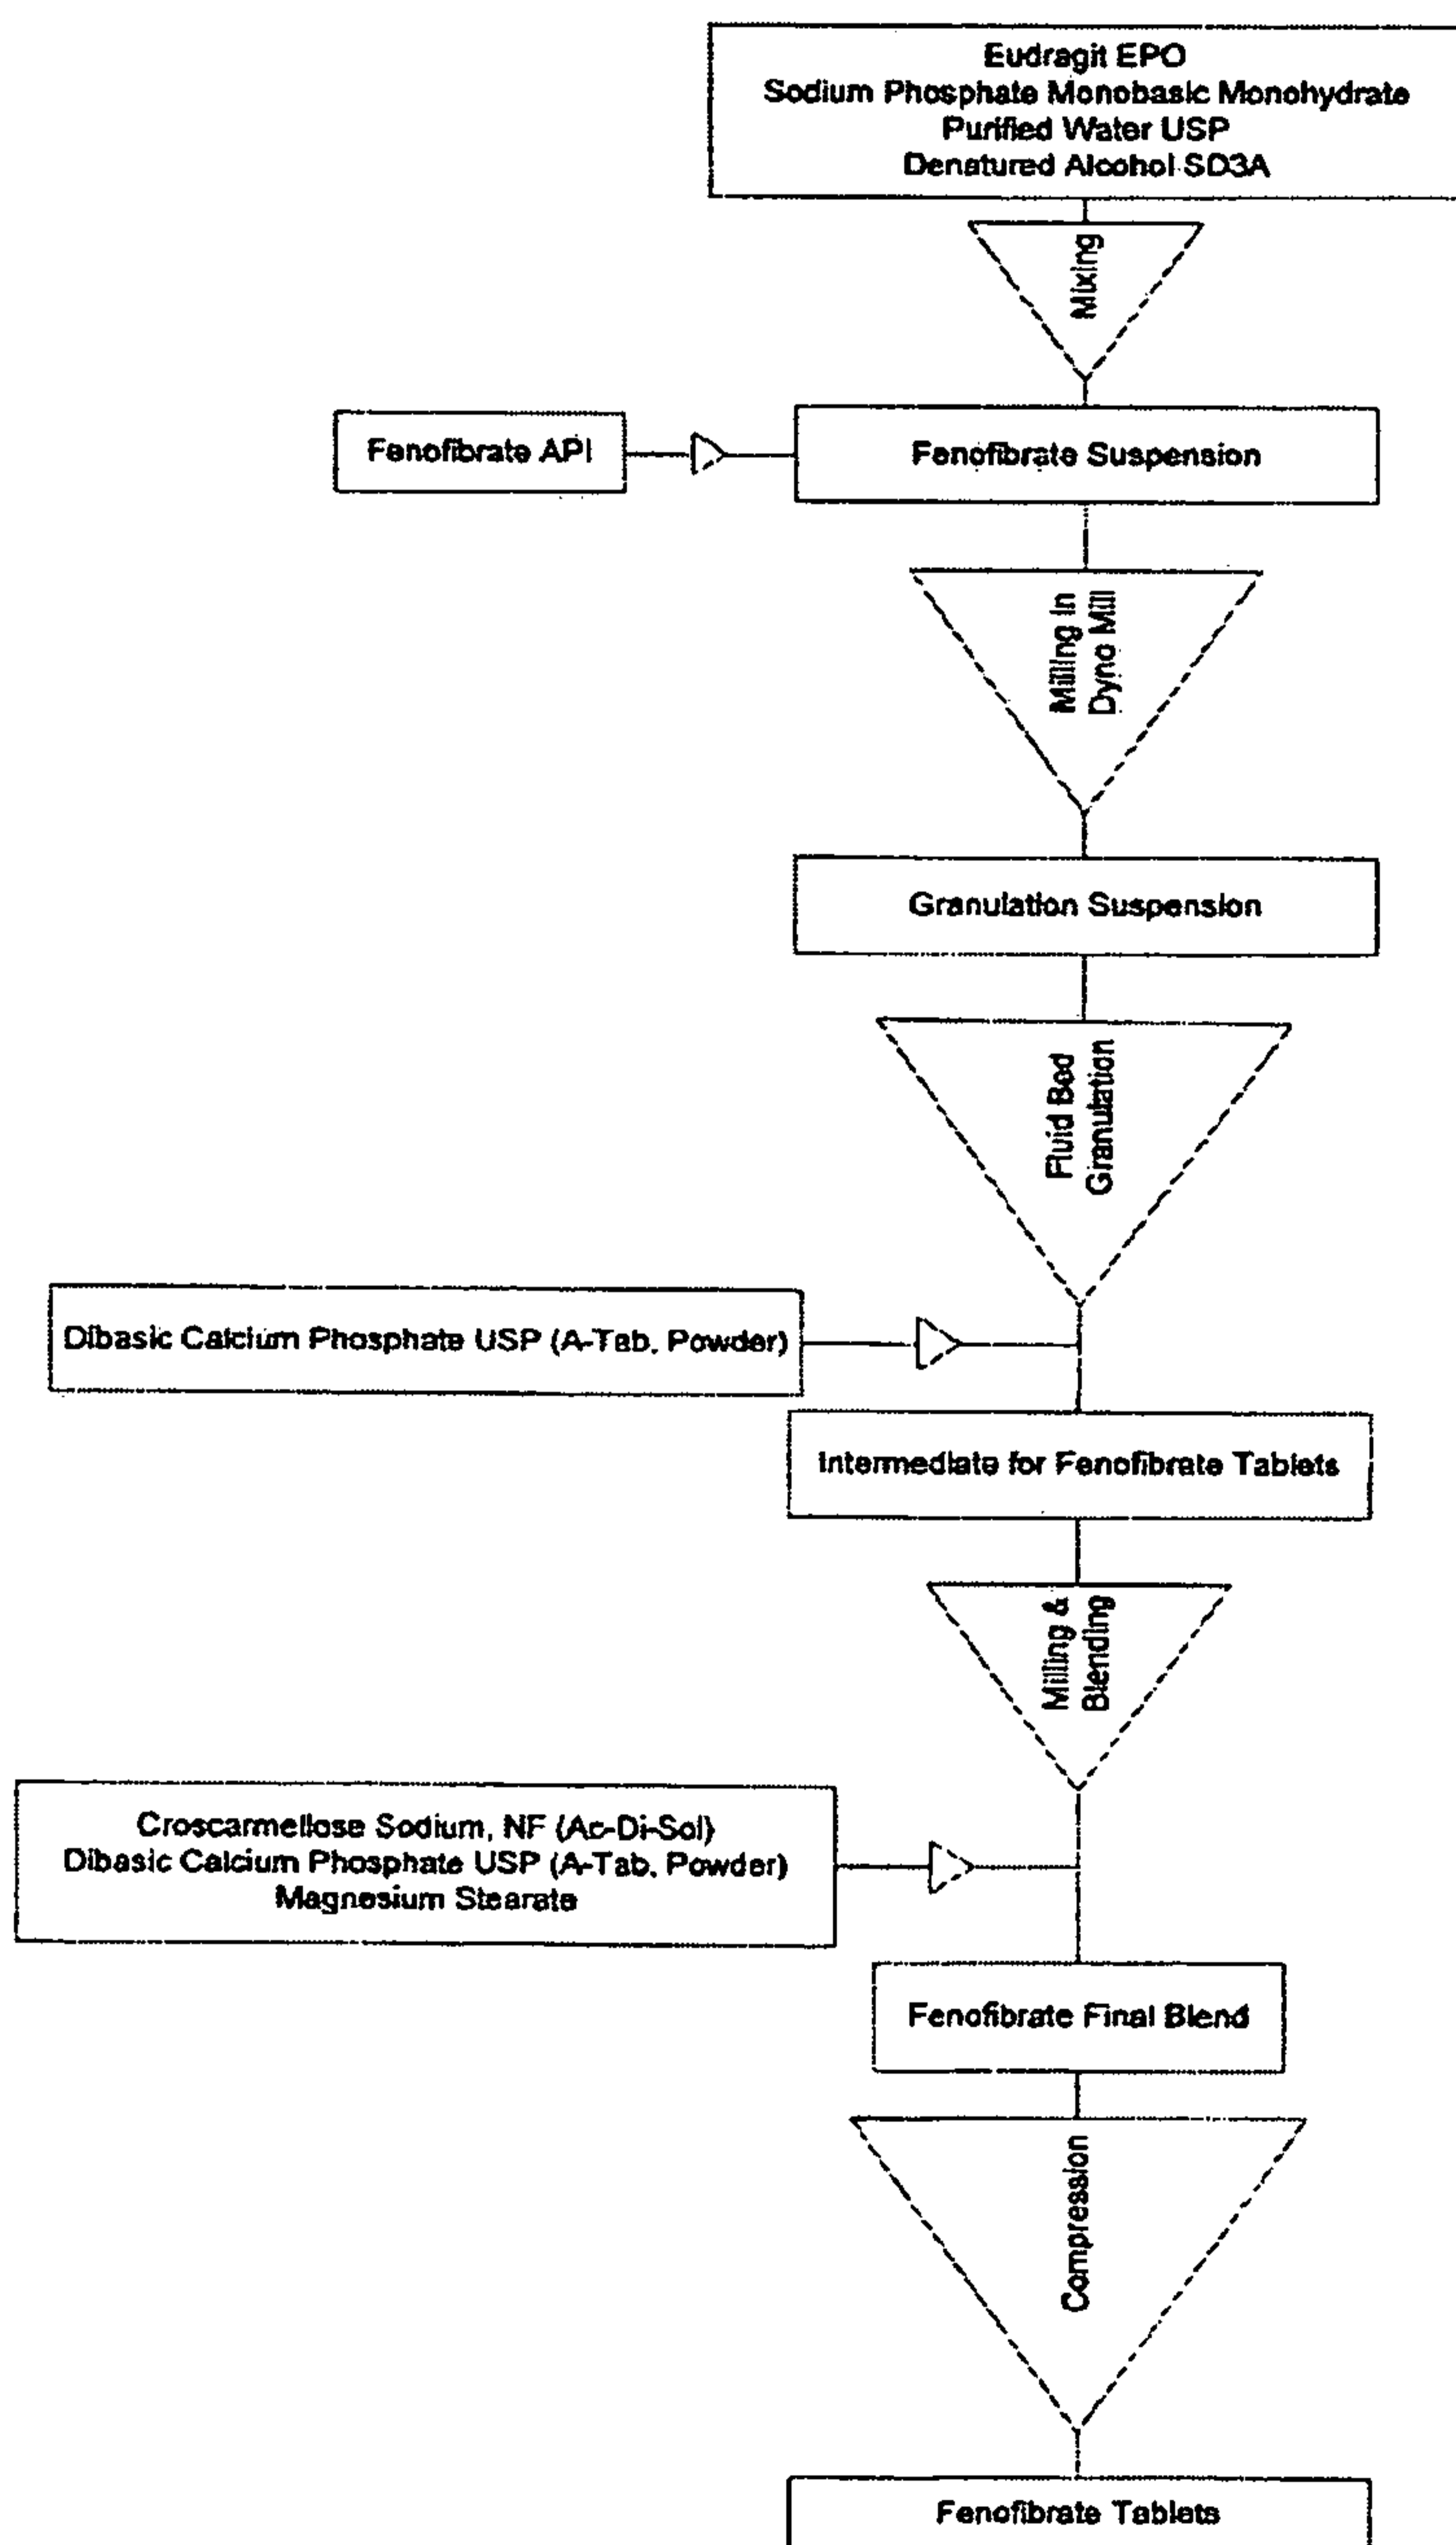 Eudragit EPO
Sodium Phosphate Monobasic Monohydrate
Purified Water USP
Denatured Alcohol SD3A
Mixing
Fenofibrate API
Fenofibrate Suspension
Milling In
Dyno Mill
Granulation Suspension
Fluid Bed
Granulation
Dibasic Calcium Phosphate USP (A-Tab. Powder)
Intermediate for Fenofibrate Tablets
Milling &
Blending
Croscarmellose Sodium, NF (Ac-Di-Sol)
Dibasic Calcium Phosphate USP (A-Tab. Powder)
Magnesium Stearate
Fenofibrate Final Blend
Compression
Fenofibrate Tablets